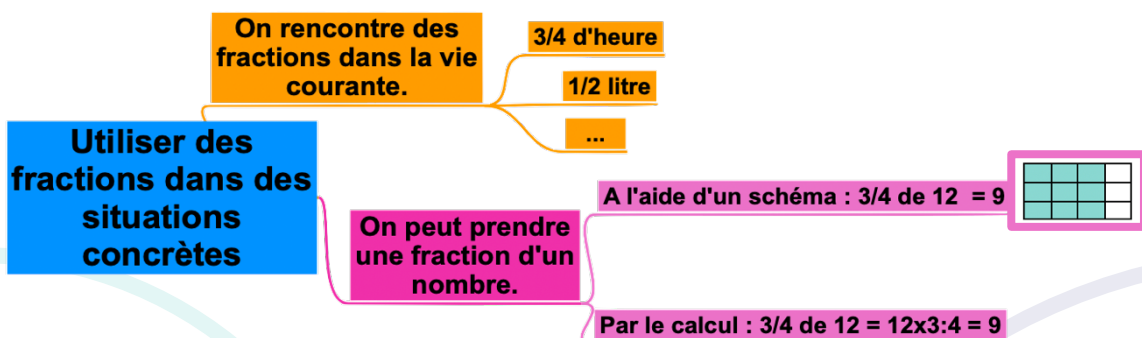 On rencontre des
fractions dans la vie
courante.
3/4 d'heure
1/2 litre
...
Utiliser des
fractions dans des
situations
concrètes
On peut prendre
une fraction d'un
nombre.
A l'aide d'un schéma : 3/4 de 12 = 9
Par le calcul : 3/4 de 12 = 12x3:4 = 9